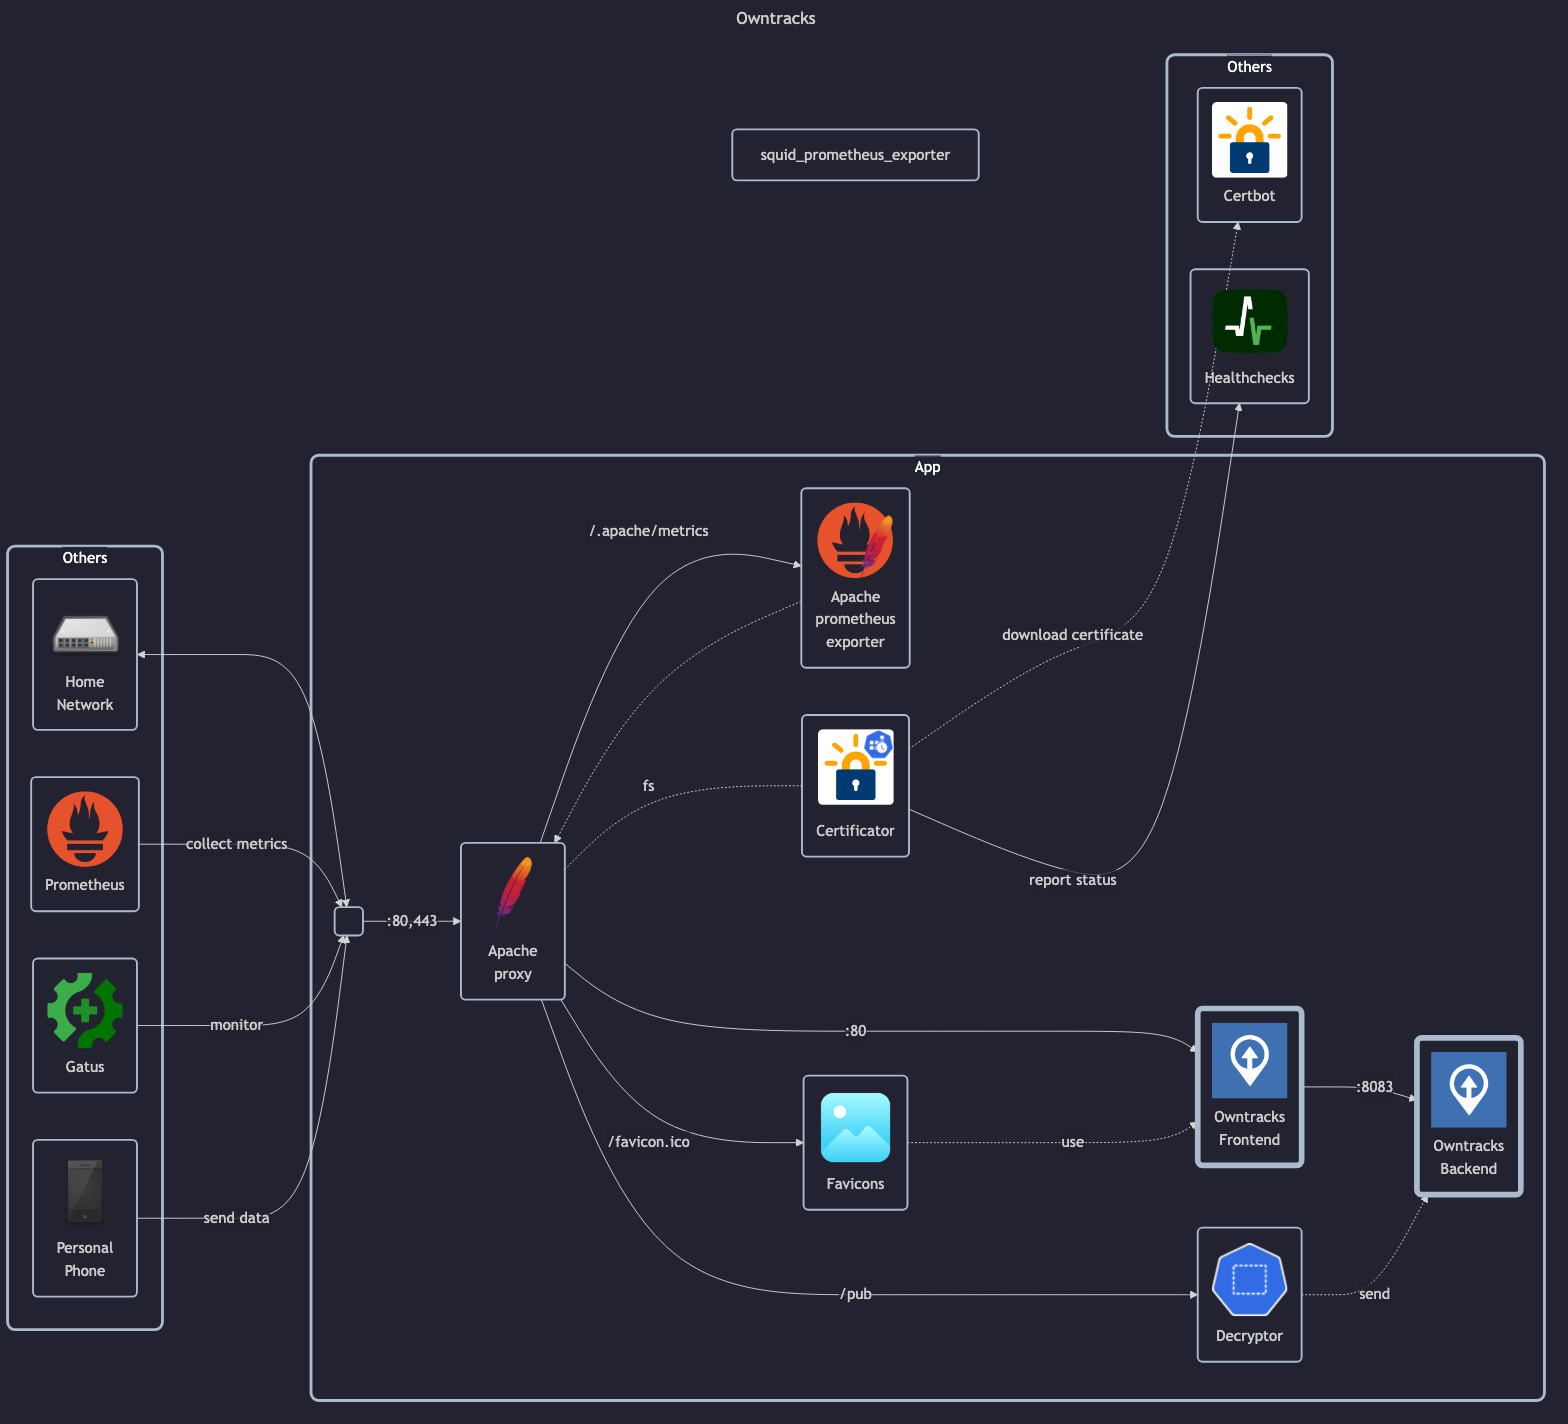 Owntracks
Others
Certbot
Healthchecks
squid_prometheus_exporter
App
/.apache/metrics
Apache
prometheus
exporter
download certificate
fs
Certificator
report status
Others
Home
Network
Prometheus
collect metrics
Gatus
monitor
Personal
Phone
send data
:80,443
Apache
proxy
:80
/favicon.ico
Favicons
use
Owntracks
Frontend
:8083
Owntracks
Backend
/pub
Decryptor
send